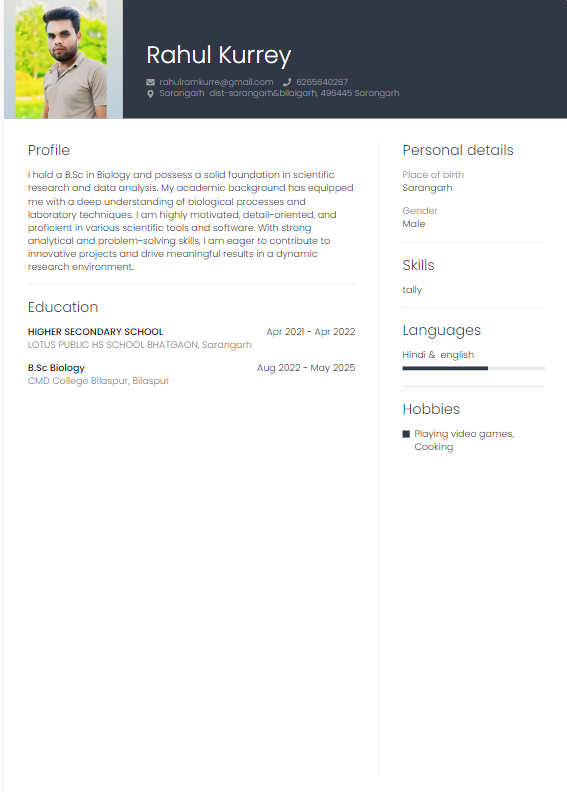 Rahul Kurrey
rahulramkurre@gmail.com 6265640267
Sarangarh dist-sarangarh&bilaigarh, 496445 Sarangarh
Profile
I hold a B.Sc in Biology and possess a solid foundation in scientific
research and data analysis. My academic background has equipped
me with a deep understanding of biological processes and
laboratory techniques. I am highly motivated, detail-oriented, and
proficient in various scientific tools and software. With strong
analytical and problem-solving skills, I am eager to contribute to
innovative projects and drive meaningful results in a dynamic
research environment.
Education
HIGHER SECONDARY SCHOOL Apr 2021 - Apr 2022
LOTUS PUBLIC HS SCHOOL BHATGAON, Sarangarh
B.Sc Biology Aug 2022 - May 2025
CMD College Bilaspur, Bilaspur
Personal details
Place of birth
Sarangarh
Gender
Male
Skills
tally
Languages
Hindi & english
Hobbies
Playing video games,
Cooking